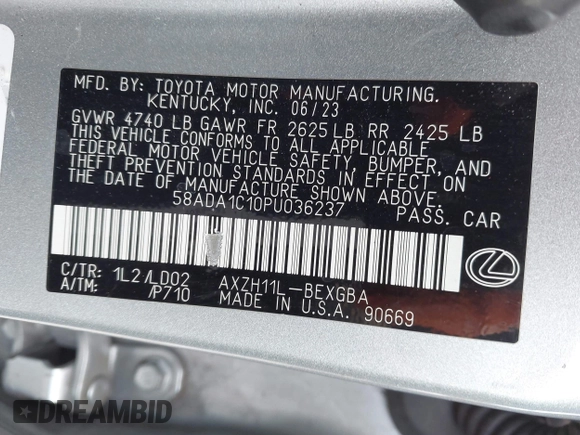 MFD. BY: TOYOTA MOTOR MANUFACTURING.
KENTUCKY, INC. 06/23
GVWR 4740 LB GAWR FR 2625 LB RR 2425 LB
THIS VEHICLE CONFORMS TO ALL APPLICABLE
FEDERAL MOTOR VEHICLE SAFETY, BUMPER, AND
THEFT PREVENTION STANDARDS IN EFFECT ON
THE DATE OF MANUFACTURE SHOWN ABOVE.
58ADA1C10PU036237 PASS. CAR
C/TR: 1L2/LD02 AXZH11L-BEXGBA
A/TM: /P710 MADE IN U.S.A. 90669
DREAMBID